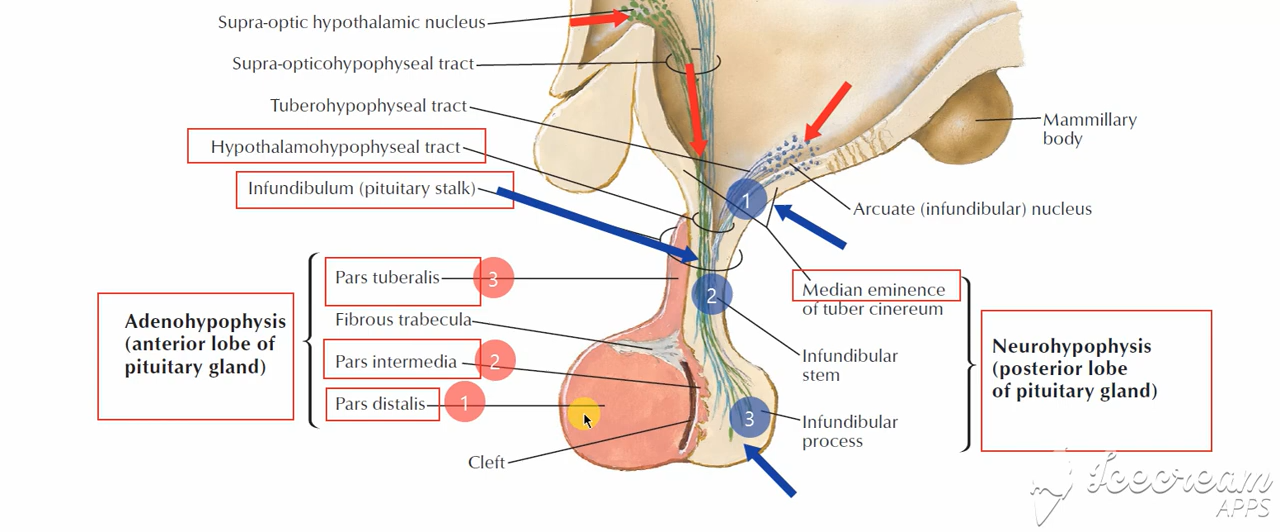 Supra-optic hypothalamic nucleus
Supra-opticohypophyseal tract
Tuberohypophyseal tract
Hypothalamohypophyseal tract
Infundibulum (pituitary stalk)
Mammillary
body
Arcuate (infundibular) nucleus
1
2
3
Median eminence
of tuber cinereum
Infundibular
stem
Infundibular
process
Neurohypophysis
(posterior lobe
of pituitary gland)
Adenohypophysis
(anterior lobe of
pituitary gland)
Pars tuberalis
3
Fibrous trabecula
Pars intermedia
2
Pars distalis
1
Cleft
Icecream
APPS